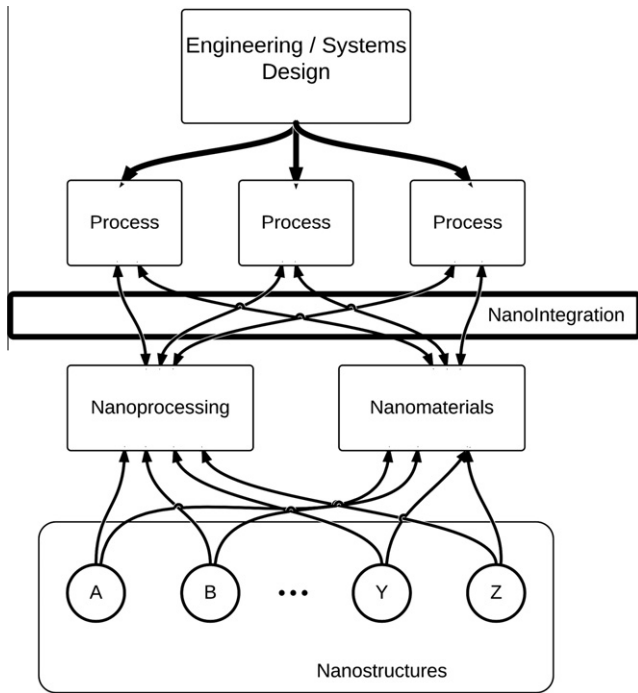 Engineering / Systems
Design
Process
Process
Process
NanoIntegration
Nanoprocessing
Nanomaterials
A
B
•••
Y
Z
Nanostructures